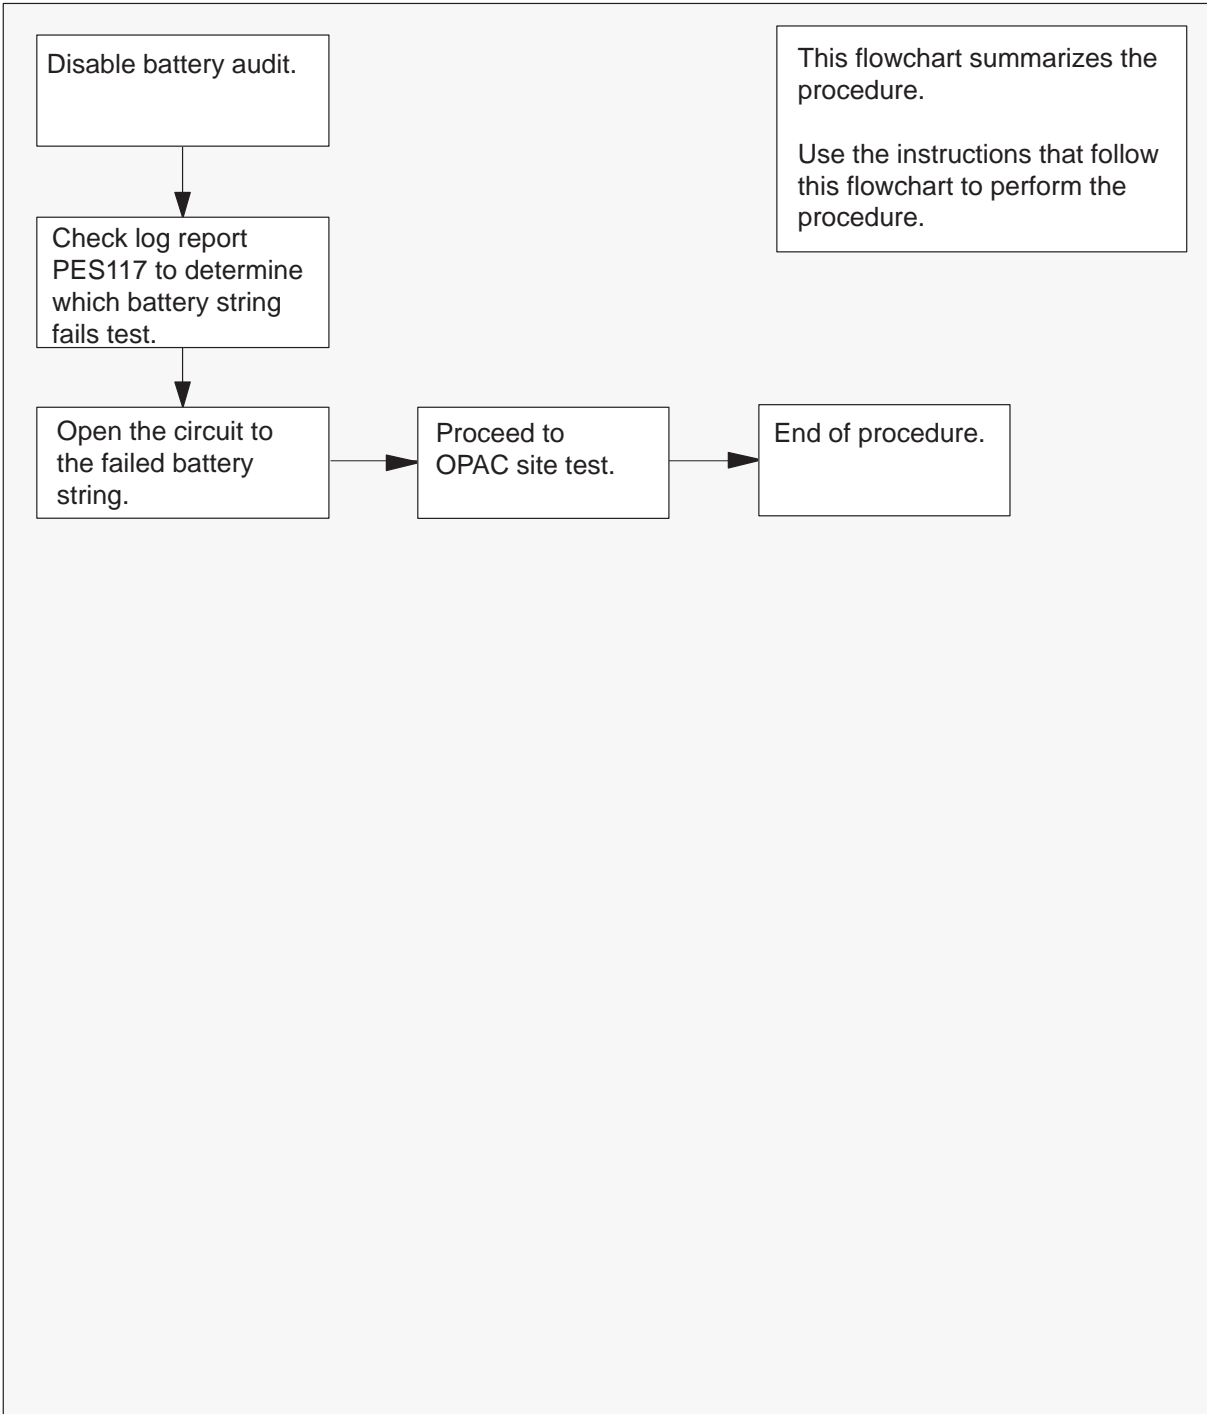 Disable battery audit.
This flowchart summarizes the
procedure.
Use the instructions that follow
this flowchart to perform the
procedure.
Check log report
PES117 to determine
which battery string
fails test.
Open the circuit to
the failed battery
string.
Proceed to
OPAC site test.
End of procedure.